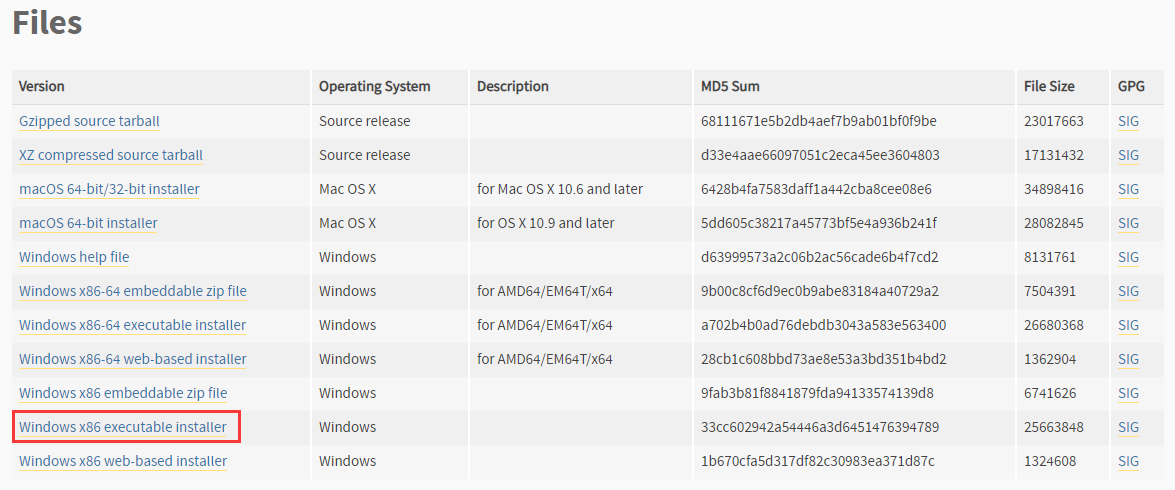 Files
Version Operating System Description MD5 Sum File Size GPG
Gzipped source tarball Source release 68111671e5b2db4aef7b9ab01bf0f9be 23017663 SIG
XZ compressed source tarball Source release d33e4aae66097051c2eca45ee3604803 17131432 SIG
macOS 64-bit/32-bit installer Mac OS X for Mac OS X 10.6 and later 6428b4fa7583daff1a442cba8cee08e6 34898416 SIG
macOS 64-bit installer Mac OS X for OS X 10.9 and later 5dd605c38217a45773bf5e4a936b241f 28082845 SIG
Windows help file Windows d63999573a2c06b2ac56cade6b4f7cd2 8131761 SIG
Windows x86-64 embeddable zip file Windows for AMD64/EM64T/x64 9b00c8cf6d9ec0b9abe83184a40729a2 7504391 SIG
Windows x86-64 executable installer Windows for AMD64/EM64T/x64 a702b4b0ad76debdb3043a583e563400 26680368 SIG
Windows x86-64 web-based installer Windows for AMD64/EM64T/x64 28cb1c608bbd73ae8e53a3bd351b4bd2 1362904 SIG
Windows x86 embeddable zip file Windows 9fab3b81f8841879fda94133574139d8 6741626 SIG
Windows x86 executable installer Windows 33cc602942a54446a3d6451476394789 25663848 SIG
Windows x86 web-based installer Windows 1b670cfa5d317df82c30983ea371d87c 1324608 SIG